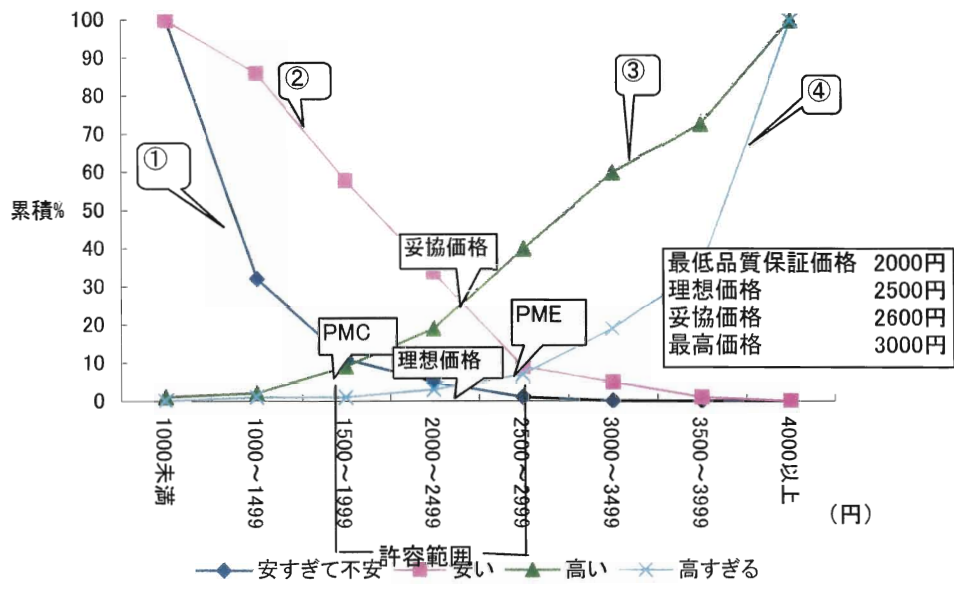 100
90
80
70
60
50
40
30
20
10
0
累積%
①
②
③
④
妥協価格
PMC
理想価格
PME
最低品質保証価格 2000円
理想価格 2500円
妥協価格 2600円
最高価格 3000円
1000未満
1000～1499
1500～1999
2000～2499
2500～2999
3000～3499
3500～3999
4000以上
（円）
許容範囲
安すぎて不安 安い 高い 高すぎる